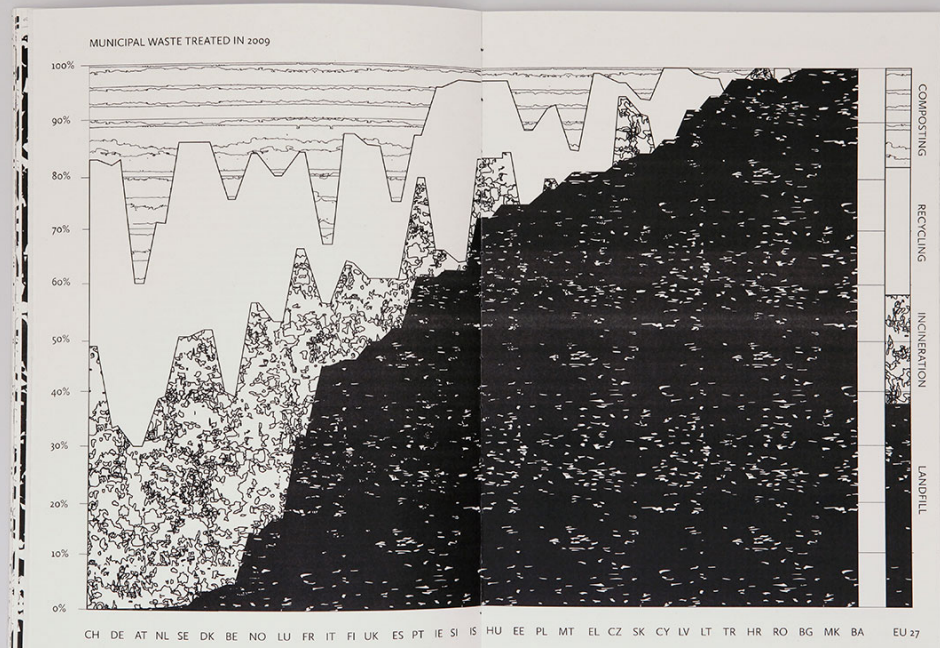 MUNICIPAL WASTE TREATED IN 2009
100%
90%
80%
70%
60%
50%
40%
30%
20%
10%
0%
CH DE AT NL SE DK BE NO LU FR IT FI UK ES PT IE SI IS HU EE PL MT EL CZ SK CY LV LT TR HR RO BG MK BA EU 27
COMPOSTING
RECYCLING
INCINERATION
LANDFILL